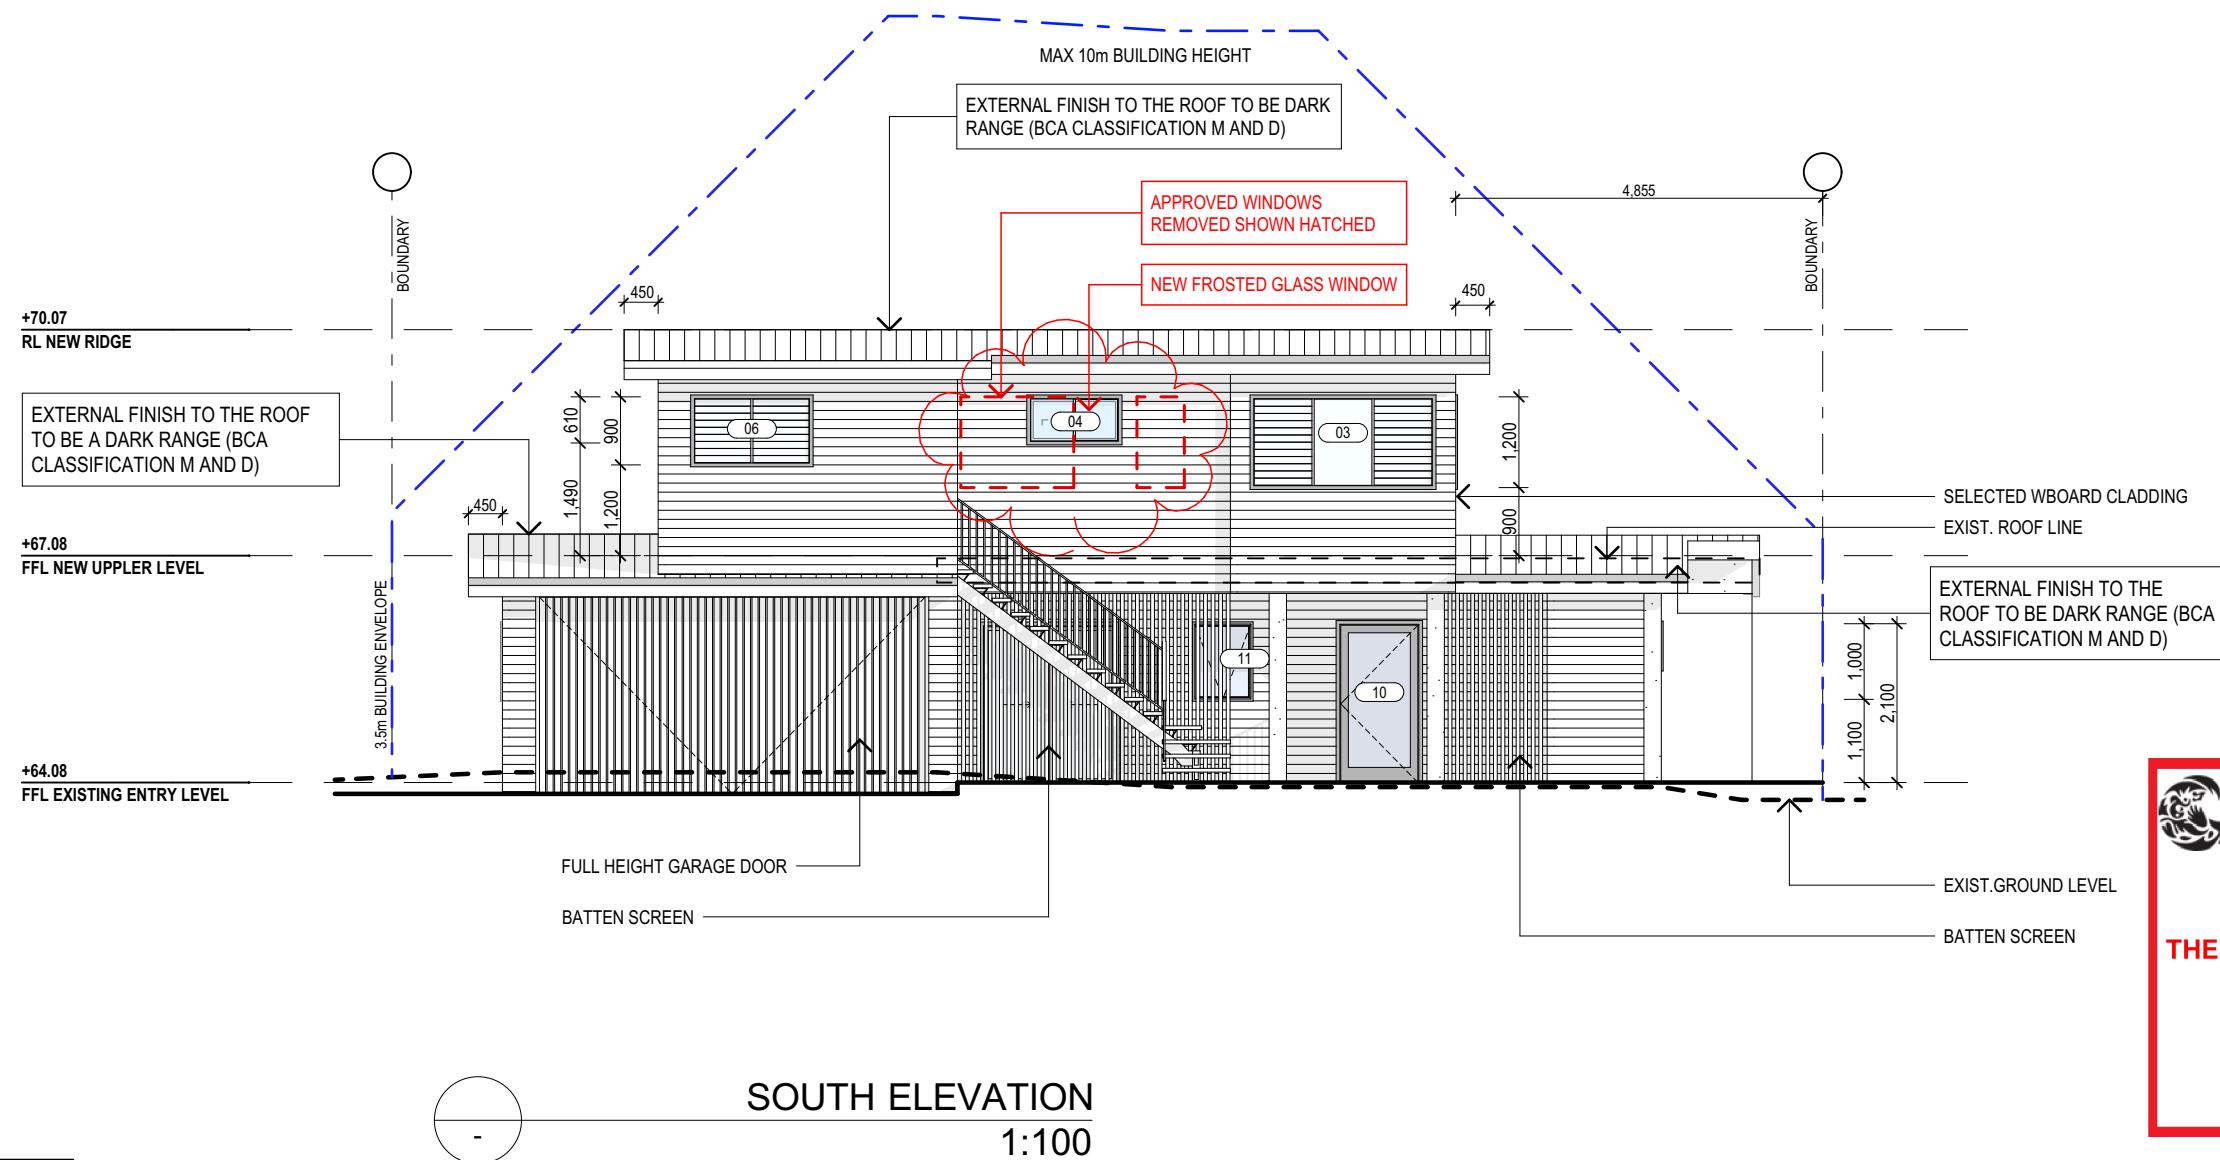 MAX 10m BUILDING HEIGHT
EXTERNAL FINISH TO THE ROOF TO BE DARK
RANGE (BCA CLASSIFICATION M AND D)
APPROVED WINDOWS
REMOVED SHOWN HATCHED
NEW FROSTED GLASS WINDOW
4,855
BOUNDARY
BOUNDARY
450
450
+70.07
RL NEW RIDGE
EXTERNAL FINISH TO THE ROOF
TO BE A DARK RANGE (BCA
CLASSIFICATION M AND D)
610
900
1,490
1,200
06
04
03
1,200
900
450
SELECTED WBOARD CLADDING
EXIST. ROOF LINE
+67.08
FFL NEW UPPLER LEVEL
EXTERNAL FINISH TO THE
ROOF TO BE DARK RANGE (BCA
CLASSIFICATION M AND D)
3.5m BUILDING ENVELOPE
11
10
1,000
1,100
2,100
+64.08
FFL EXISTING ENTRY LEVEL
FULL HEIGHT GARAGE DOOR
BATTEN SCREEN
EXIST.GROUND LEVEL
BATTEN SCREEN
THE
SOUTH ELEVATION
-
1:100